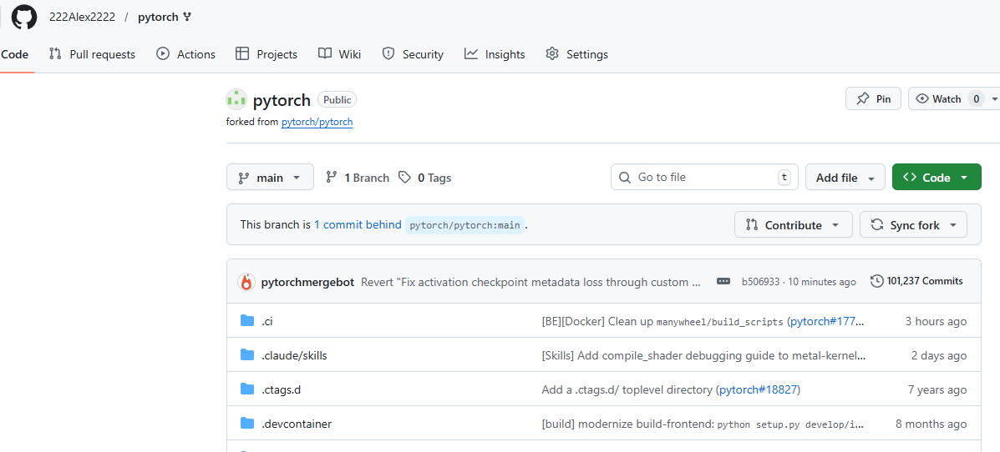 222Alex2222 / pytorch
Code Pull requests Actions Projects Wiki Security Insights Settings
pytorch Public Pin Watch 0
forked from pytorch/pytorch
main 1 Branch 0 Tags Go to file t Add file Code
This branch is 1 commit behind pytorch/pytorch:main . Contribute Sync fork
pytorchmergebot Revert "Fix activation checkpoint metadata loss through custom ... b506933 · 10 minutes ago 101,237 Commits
.ci [BE][Docker] Clean up manywheel/build_scripts (pytorch#177... 3 hours ago
.claude/skills [Skills] Add compile_shader debugging guide to metal-kernel... 2 days ago
.ctags.d Add a .ctags.d/ toplevel directory (pytorch#18827) 7 years ago
.devcontainer [build] modernize build-frontend: python setup.py develop/i... 8 months ago